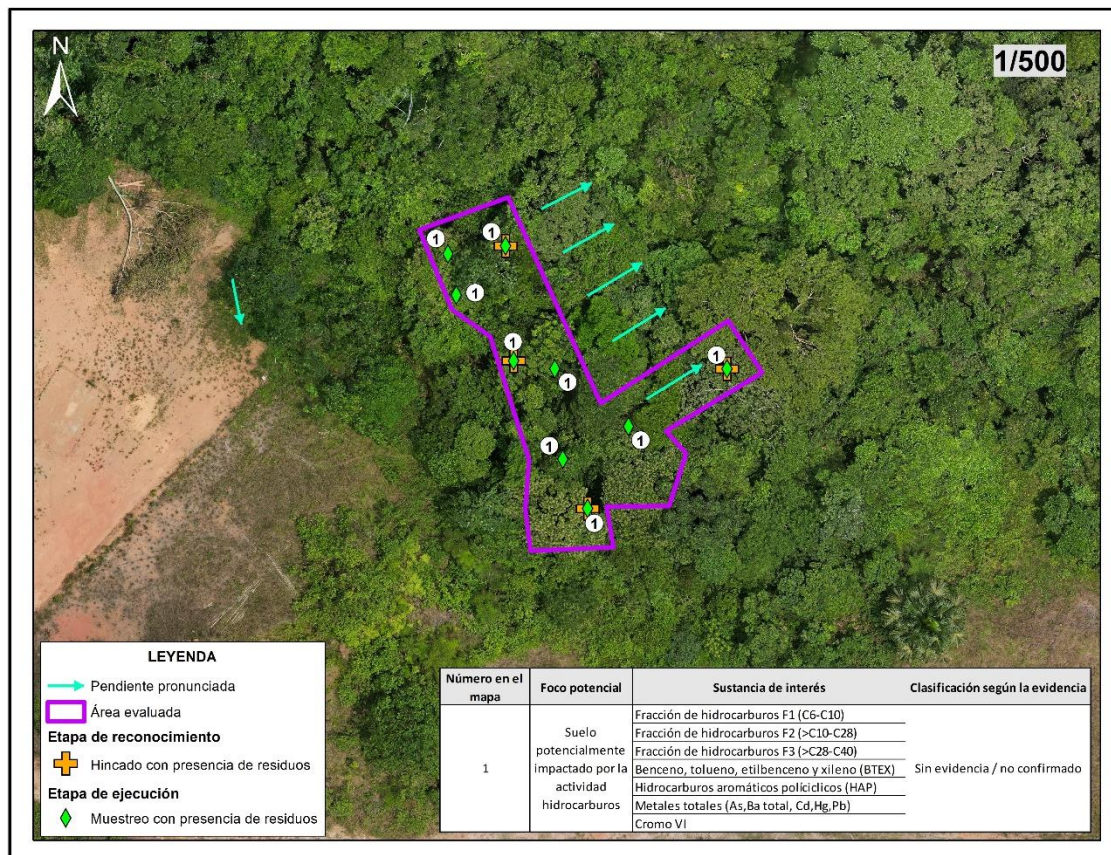 N
1/500
1
1
1
1
1
1
1
1
1
LEYENDA
Pendiente pronunciada
Área evaluada
Etapa de reconocimiento
Hincado con presencia de residuos
Etapa de ejecución
Muestreo con presencia de residuos
Número en el mapa
Foco potencial
Sustancia de interés
Clasificación según la evidencia
1
Suelo
potencialmente
impactado por la
actividad
hidrocarburos
Fracción de hidrocarburos F1 (C6-C10)
Fracción de hidrocarburos F2 (>C10-C28)
Fracción de hidrocarburos F3 (>C28-C40)
Benceno, tolueno, etilbenceno y xileno (BTEX)
Hidrocarburos aromáticos políciclicos (HAP)
Metales totales (As,Ba total, Cd,Hg,Pb)
Cromo VI
Sin evidencia / no confirmado